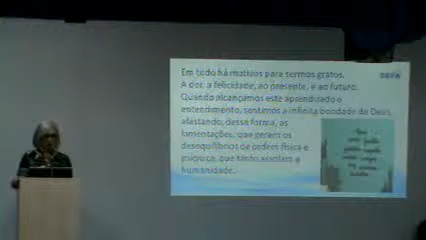 Em tudo há motivos para sermos gratos.
A dor, a felicidade, ao presente, e ao futuro.
Quando alcançamos este aprendizado e
entendimento, sentimos a infinita bondade de Deus,
afastando, dessa forma, as
lamentações, que geram os
desequilíbrios de ordem física e
psíquica, que tanto assolam a
humanidade.